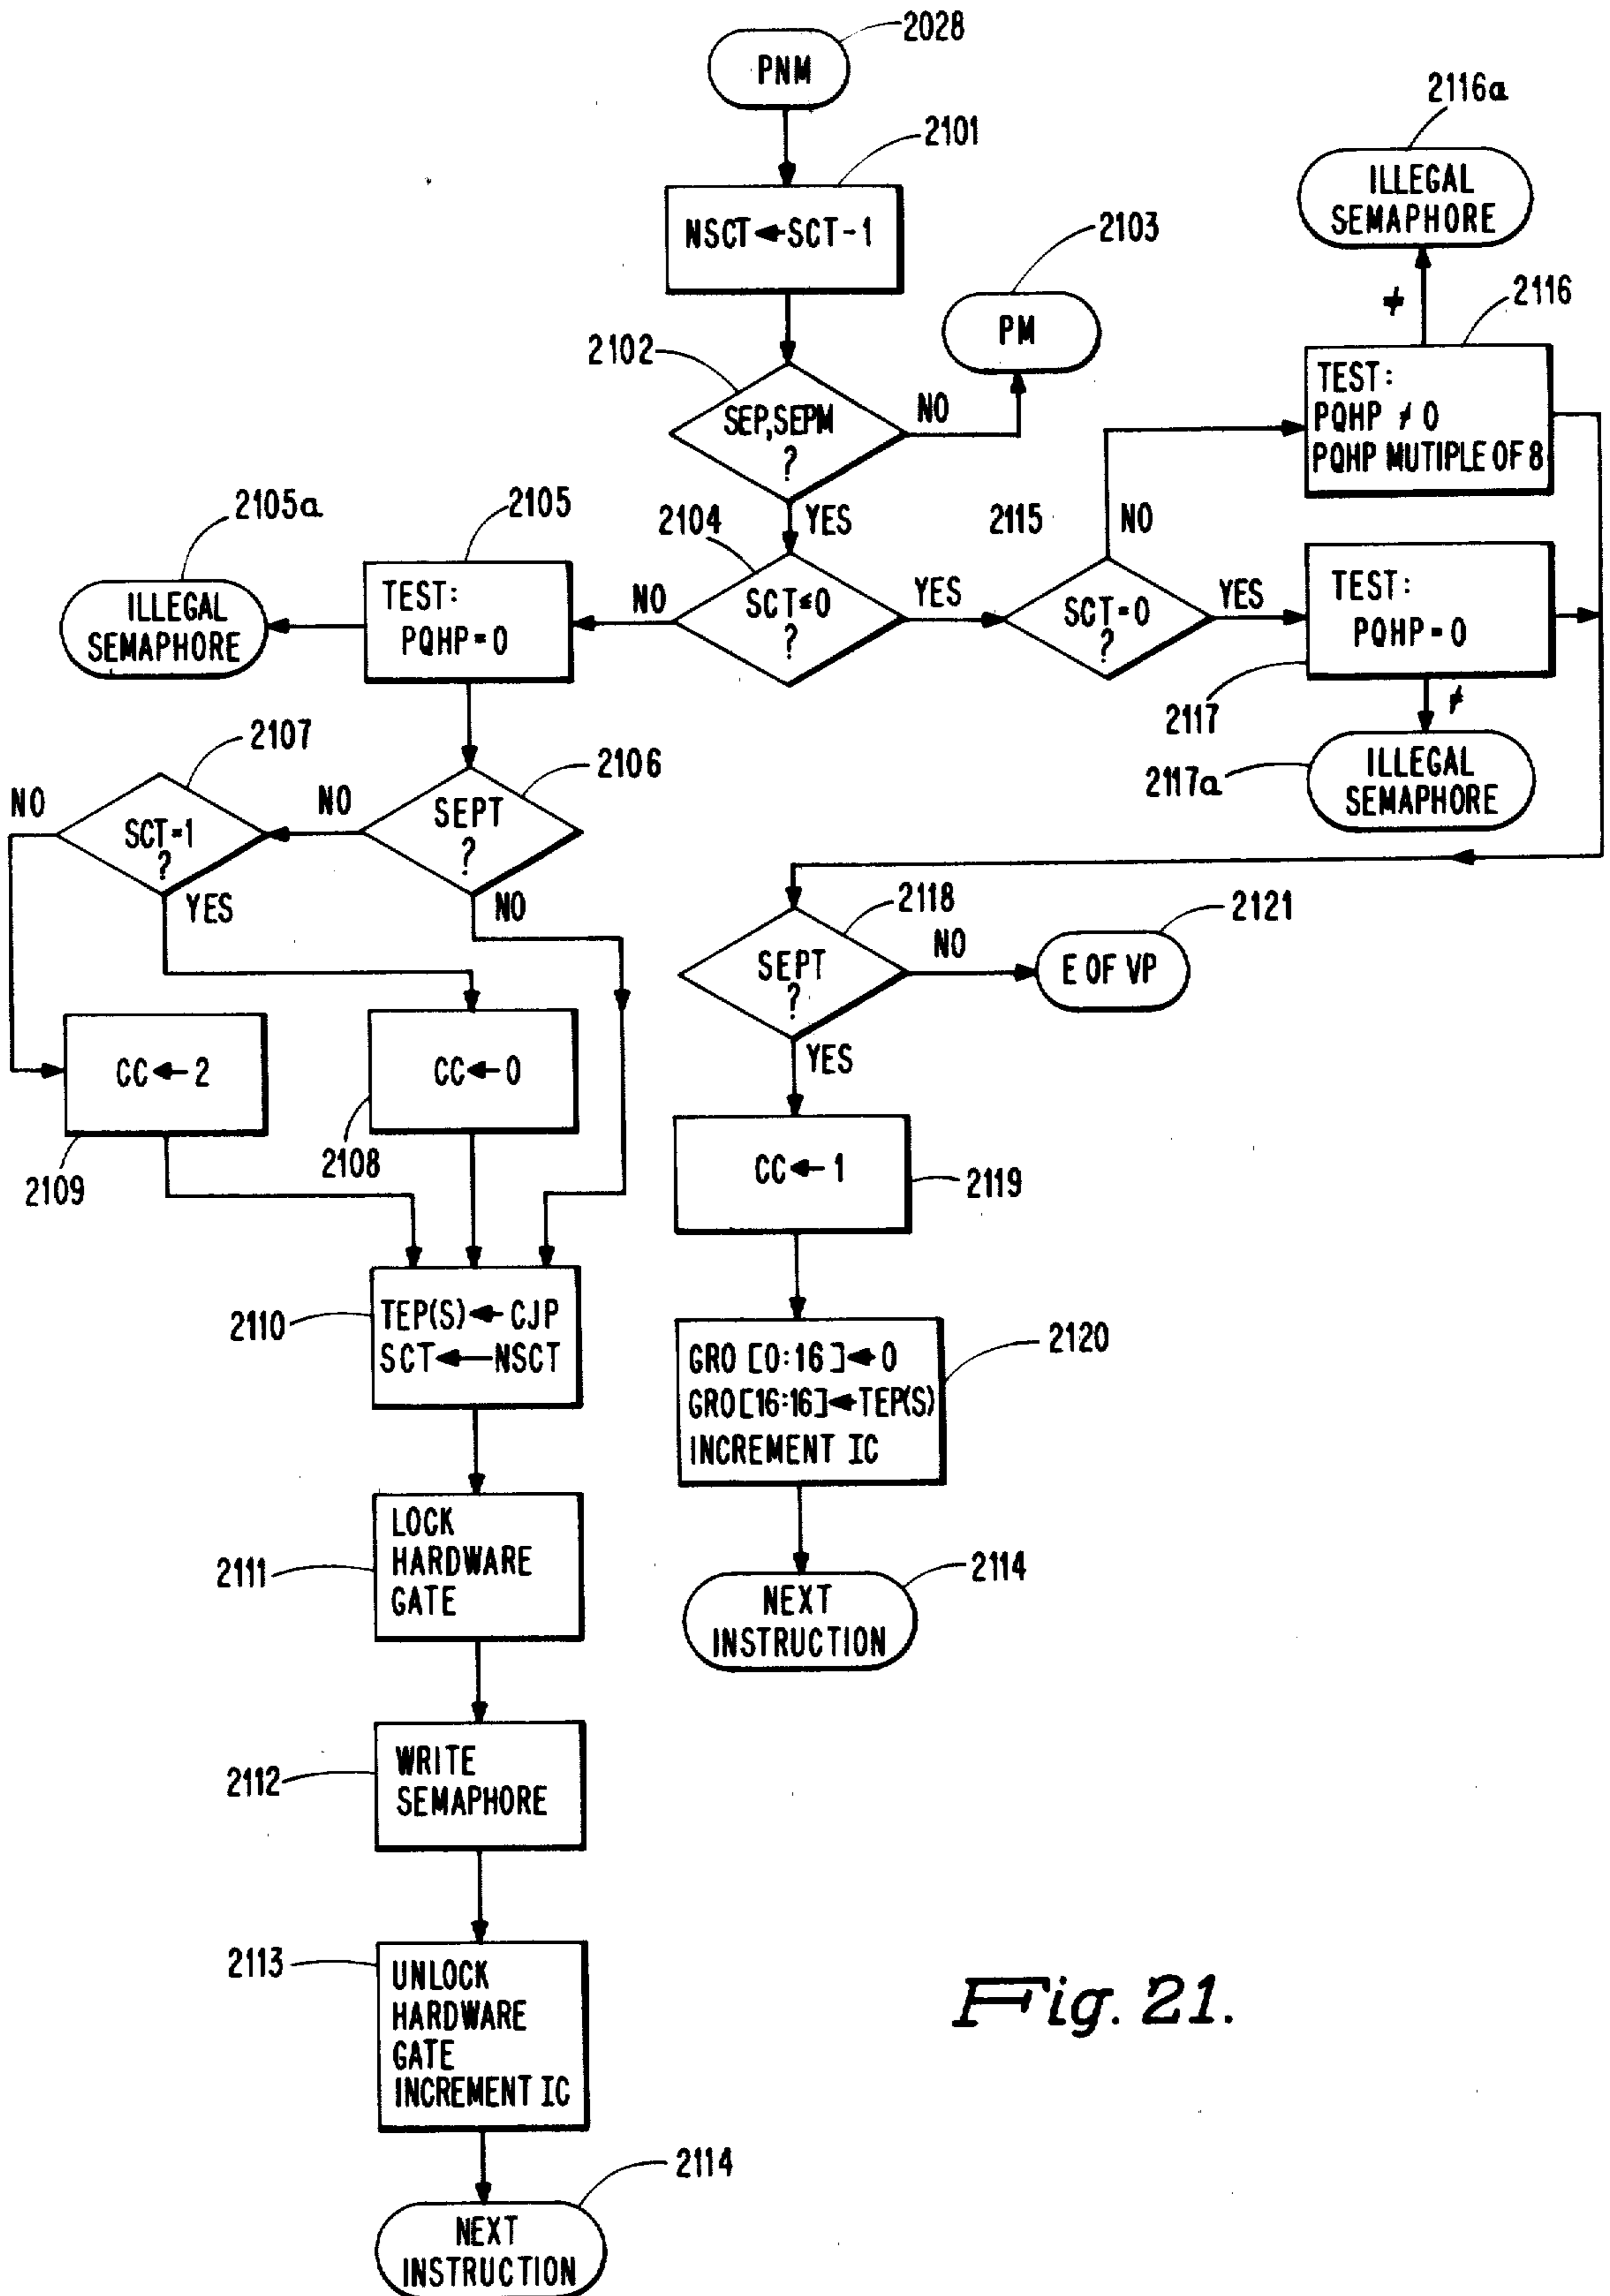 2028
PNM
2101
NSCT←SCT-1
2116a
ILLEGAL
SEMAPHORE
2103
PM
≠
2116
2102
SEP,SEPM
?
NO
TEST:
PQHP ≠ 0
PQHP MUTIPLE OF 8
YES
2105a
2105
2104
2115
NO
ILLEGAL
SEMAPHORE
TEST:
PQHP=0
NO
SCT≤0
?
YES
SCT=0
?
YES
TEST:
PQHP=0
2117
≠
2117a
ILLEGAL
SEMAPHORE
2107
2106
NO
SCT=1
?
NO
SEPT
?
YES
NO
2118
2121
SEPT
?
NO
E OF VP
YES
CC←2
CC←0
2109
2108
CC←1
2119
2110
TEP(S)←CJP
SCT←NSCT
GRO [0:16]←0
GRO[16:16]←TEP(S)
INCREMENT IC
2120
2111
LOCK
HARDWARE
GATE
2114
NEXT
INSTRUCTION
2112
WRITE
SEMAPHORE
2113
UNLOCK
HARDWARE
GATE
INCREMENT IC
Fig. 21.
2114
NEXT
INSTRUCTION